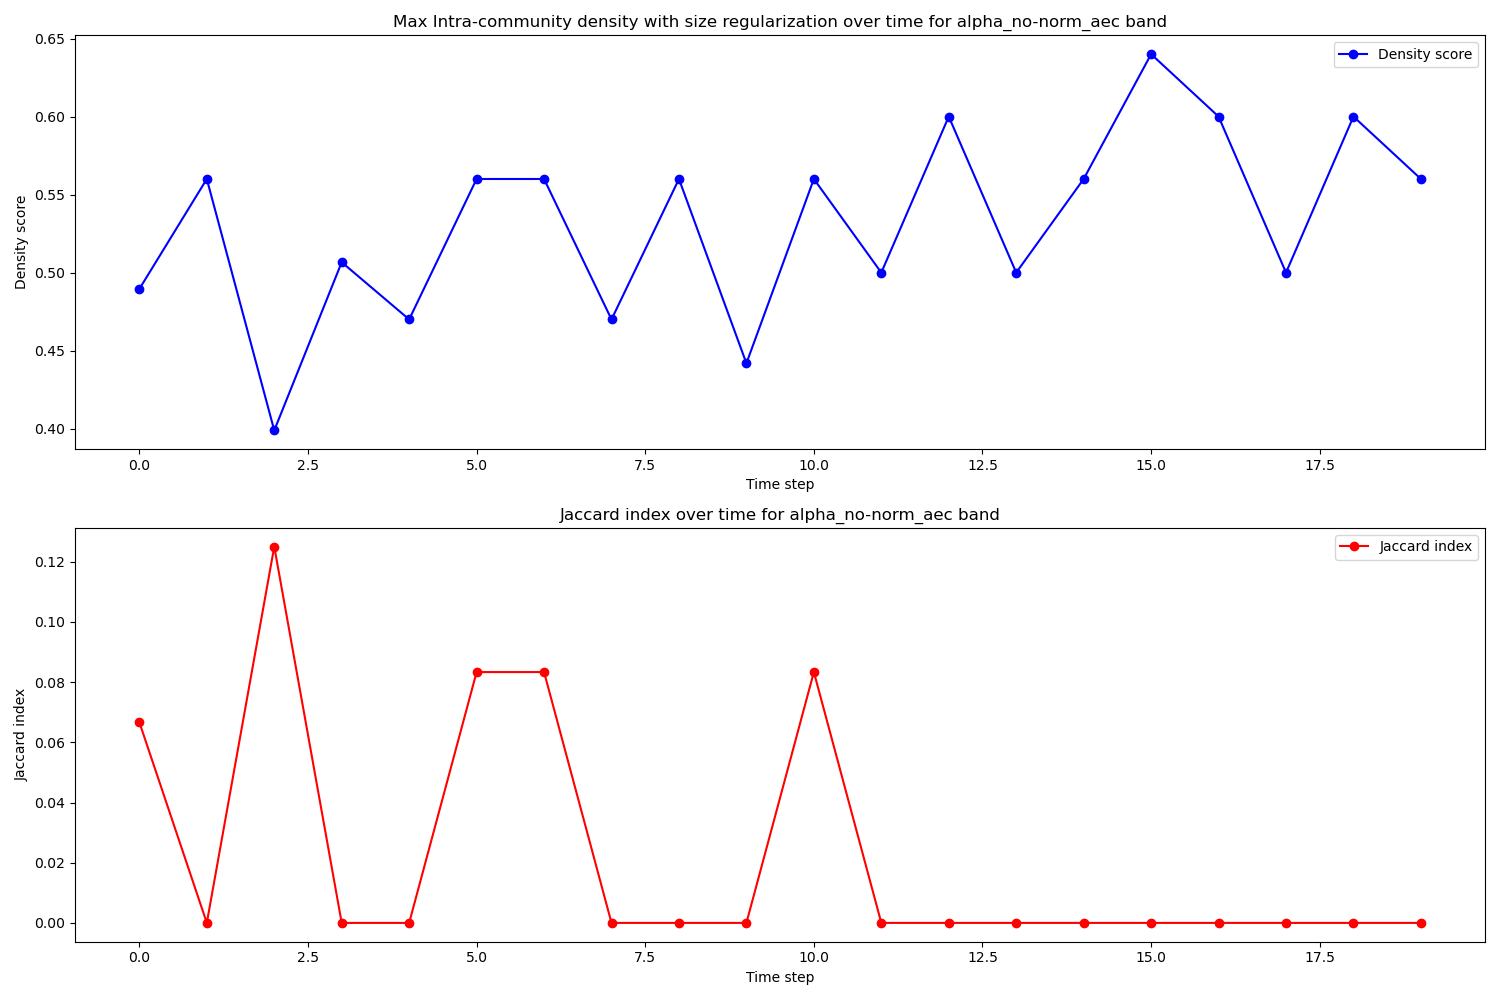 Max Intra-community density with size regularization over time for alpha_no-norm_aec band
Density score
0.65
0.60
0.55
0.50
0.45
0.40
Density score
0.0 2.5 5.0 7.5 10.0 12.5 15.0 17.5
Time step
Jaccard index over time for alpha_no-norm_aec band
Jaccard index
0.12
0.10
0.08
0.06
0.04
0.02
0.00
Jaccard index
0.0 2.5 5.0 7.5 10.0 12.5 15.0 17.5
Time step